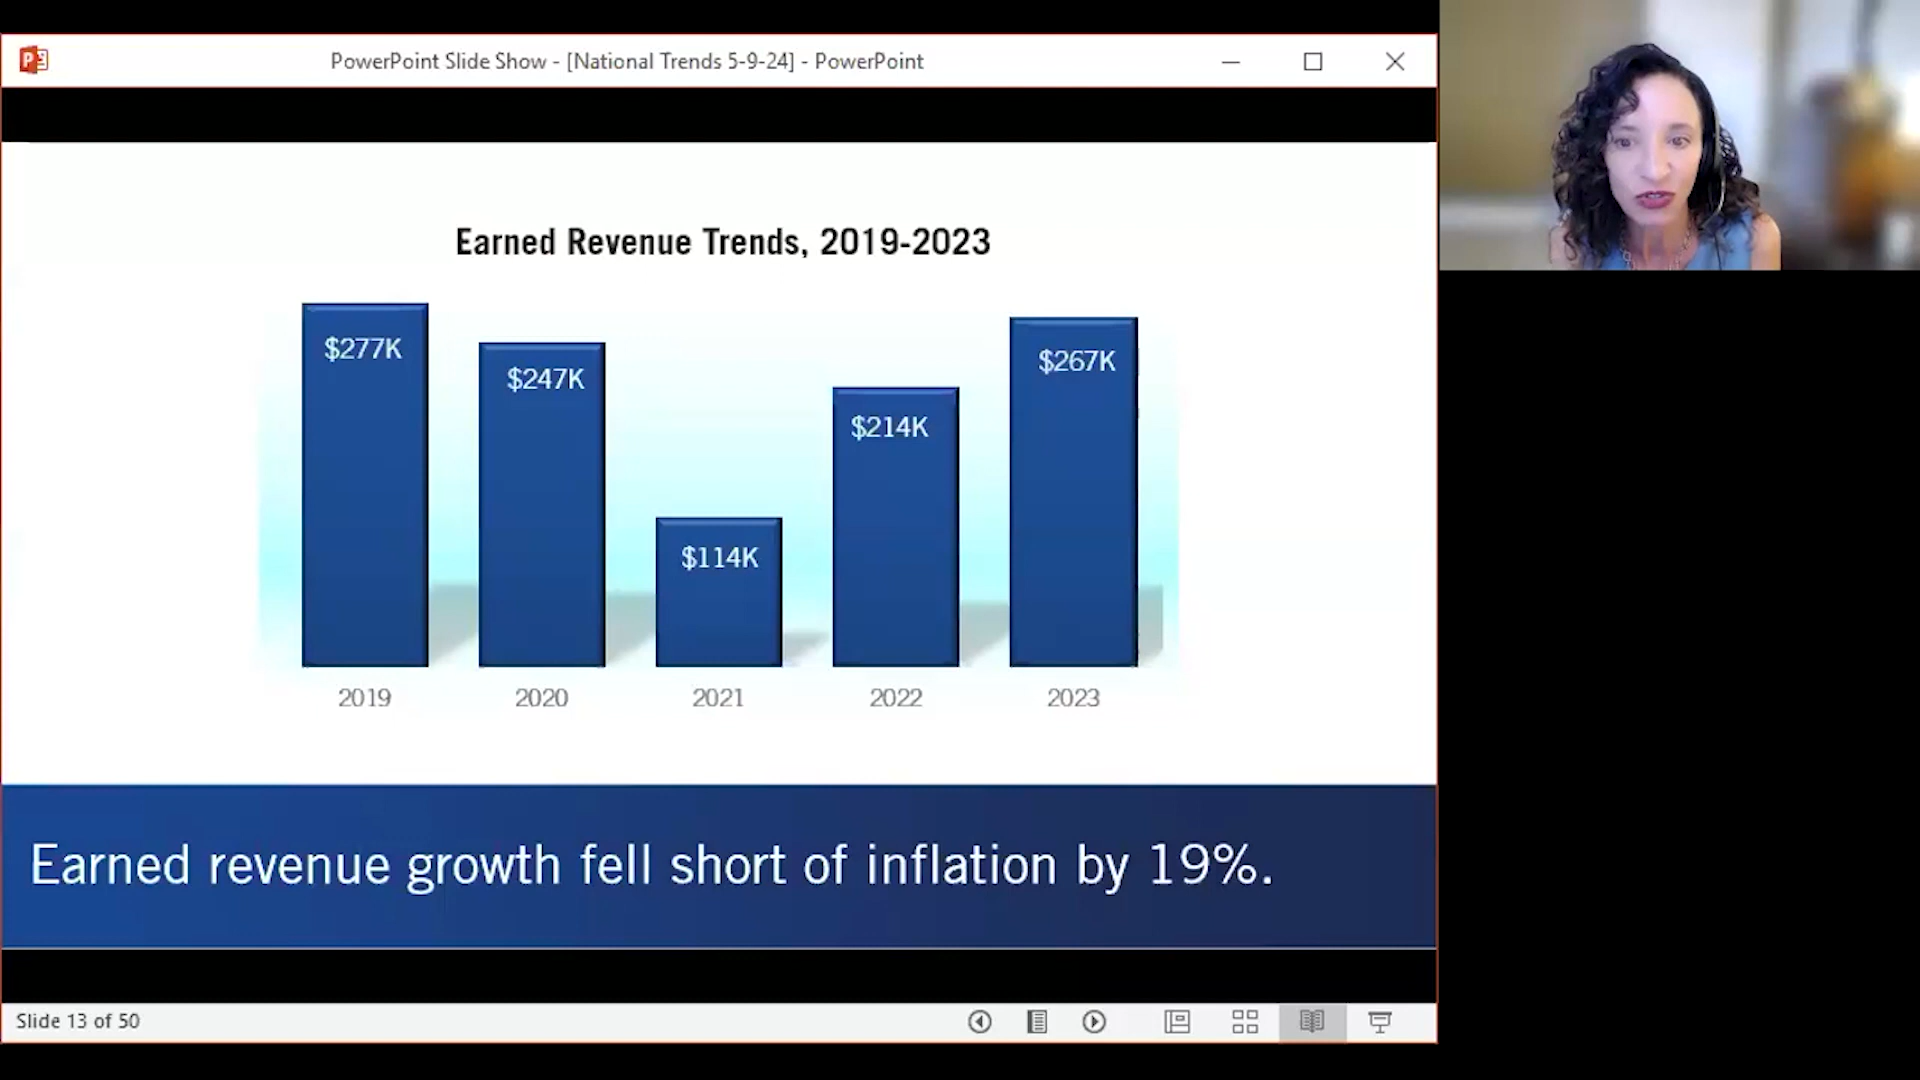 PowerPoint Slide Show - [National Trends 5-9-24] - PowerPoint
Earned Revenue Trends, 2019-2023
$277K
$247K
$114K
$214K
$267K
2019
2020
2021
2022
2023
Earned revenue growth fell short of inflation by 19%.
Slide 13 of 50